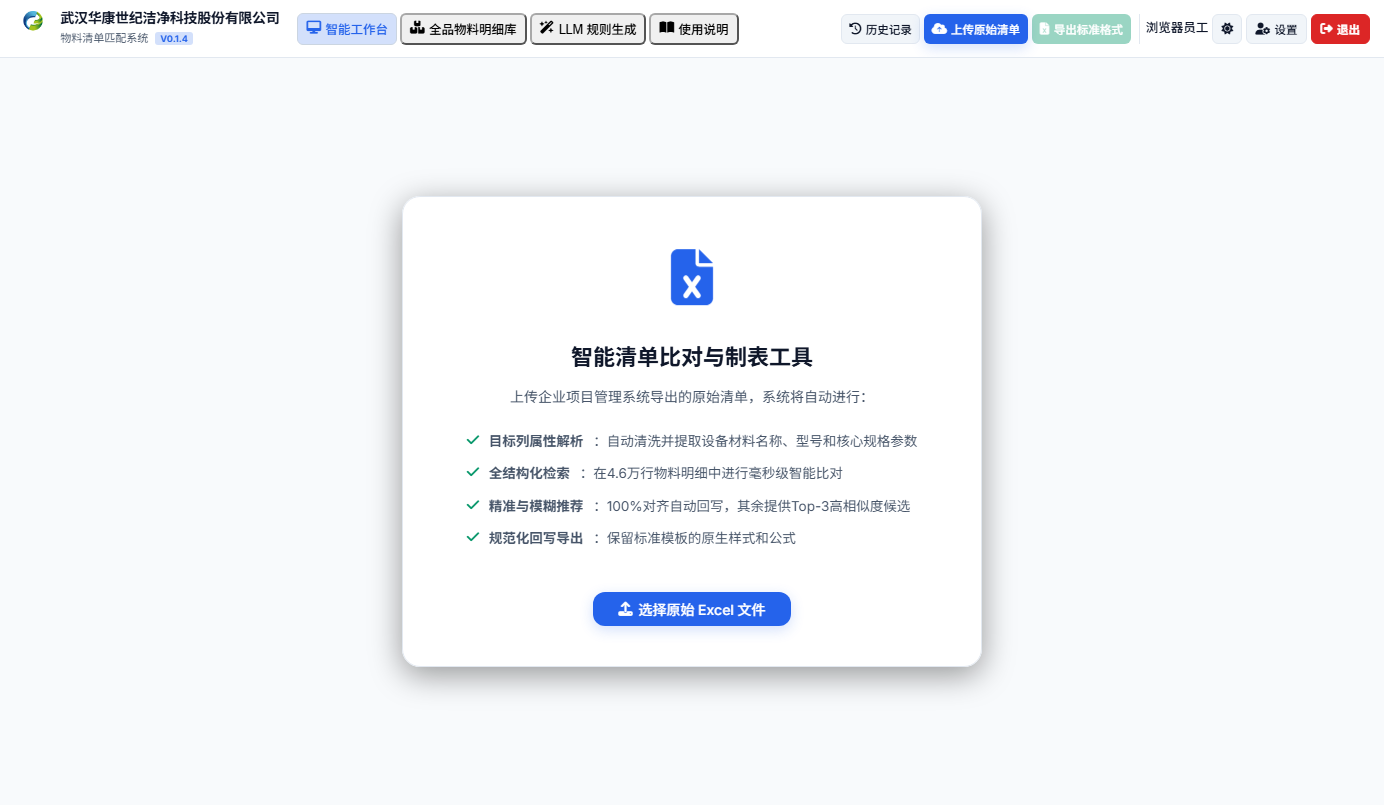 武汉华康世纪洁净科技股份有限公司
物料清单匹配系统 V0.1.4
智能工作台 全品物料明细库 LLM 规则生成 使用说明
历史记录 上传原始清单 导出标准格式 浏览器员工 设置 退出
智能清单比对与制表工具
上传企业项目管理系统导出的原始清单，系统将自动进行：
目标列属性解析 ：自动清洗并提取设备材料名称、型号和核心规格参数
全结构化检索 ：在4.6万行物料明细中进行毫秒级智能比对
精准与模糊推荐 ：100%对齐自动回写，其余提供Top-3高相似度候选
规范化回写导出 ：保留标准模板的原生样式和公式
选择原始 Excel 文件